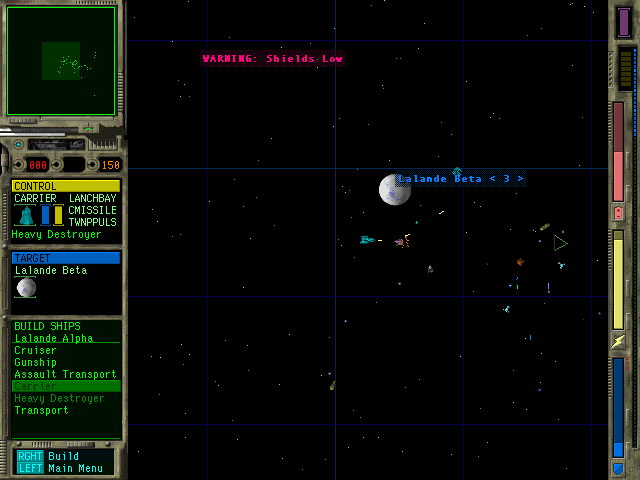 WARNING: Shields Low
Lalande Beta < 3 >
000 150
CONTROL
CARRIER LANCHBAY
CMISSILE
TWNPPULS
Heavy Destroyer
TARGET
Lalande Beta
BUILD SHIPS
Lalande Alpha
Cruiser
Gunship
Assault Transport
Carrier
Heavy Destroyer
Transport
RGHT Build
LEFT Main Menu